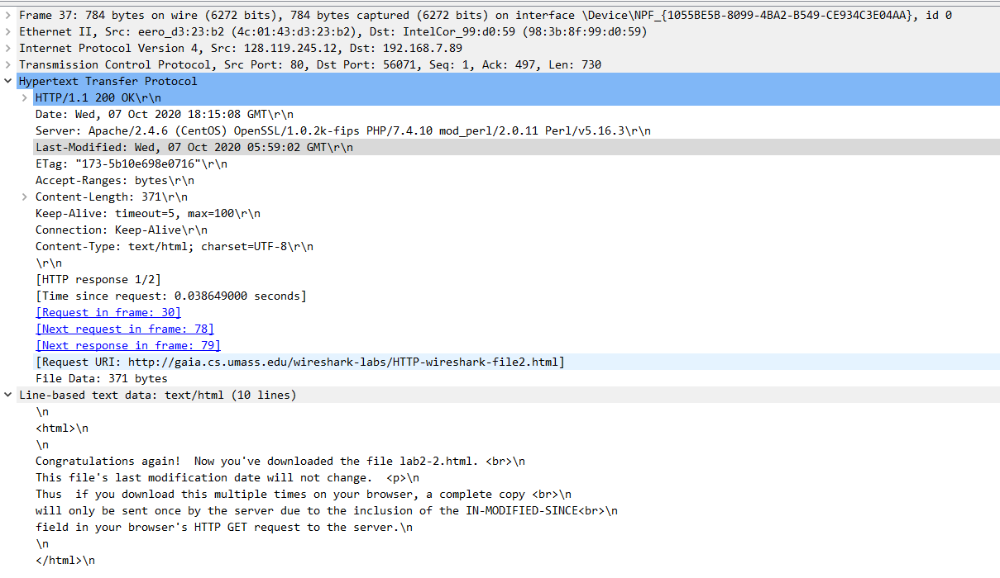 Frame 37: 784 bytes on wire (6272 bits), 784 bytes captured (6272 bits) on interface \Device\NPF_{1055BE5B-8099-4BA2-B549-CE934C3E04AA}, id 0
Ethernet II, Src: eero_d3:23:b2 (4c:01:43:d3:23:b2), Dst: IntelCor_99:d0:59 (98:3b:8f:99:d0:59)
Internet Protocol Version 4, Src: 128.119.245.12, Dst: 192.168.7.89
Transmission Control Protocol, Src Port: 80, Dst Port: 56071, Seq: 1, Ack: 497, Len: 730
Hypertext Transfer Protocol
HTTP/1.1 200 OK\r\n
Date: Wed, 07 Oct 2020 18:15:08 GMT\r\n
Server: Apache/2.4.6 (CentOS) OpenSSL/1.0.2k-fips PHP/7.4.10 mod_perl/2.0.11 Perl/v5.16.3\r\n
Last-Modified: Wed, 07 Oct 2020 05:59:02 GMT\r\n
ETag: "173-5b10e698e0716"\r\n
Accept-Ranges: bytes\r\n
Content-Length: 371\r\n
Keep-Alive: timeout=5, max=100\r\n
Connection: Keep-Alive\r\n
Content-Type: text/html; charset=UTF-8\r\n
\r\n
[HTTP response 1/2]
[Time since request: 0.038649000 seconds]
[Request in frame: 30]
[Next request in frame: 78]
[Next response in frame: 79]
[Request URI: http://gaia.cs.umass.edu/wireshark-labs/HTTP-wireshark-file2.html]
File Data: 371 bytes
Line-based text data: text/html (10 lines)
\n
<html>\n
\n
Congratulations again!  Now you've downloaded the file lab2-2.html. <br>\n
This file's last modification date will not change.  <p>\n
Thus  if you download this multiple times on your browser, a complete copy <br>\n
will only be sent once by the server due to the inclusion of the IN-MODIFIED-SINCE<br>\n
field in your browser's HTTP GET request to the server.\n
\n
</html>\n